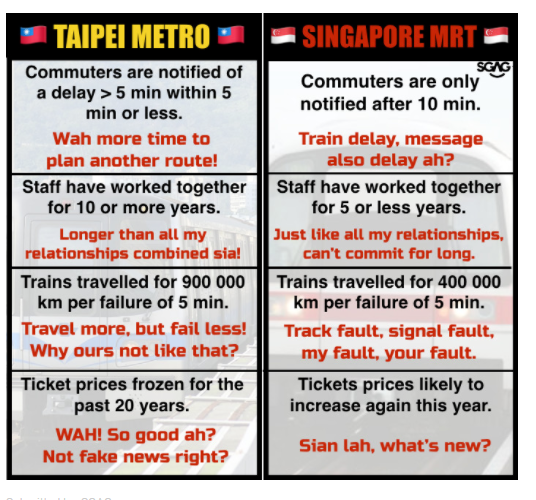 TAIPEI METRO
Commuters are notified of
a delay > 5 min within 5
min or less.
Wah more time to
plan another route!
Staff have worked together
for 10 or more years.
Longer than all my
relationships combined sia!
Trains travelled for 900 000
km per failure of 5 min.
Travel more, but fail less!
Why ours not like that?
Ticket prices frozen for the
past 20 years.
WAH! So good ah?
Not fake news right?
SINGAPORE MRT
SGAG
Commuters are only
notified after 10 min.
Train delay, message
also delay ah?
Staff have worked together
for 5 or less years.
Just like all my relationships,
can't commit for long.
Trains travelled for 400 000
km per failure of 5 min.
Track fault, signal fault,
my fault, your fault.
Tickets prices likely to
increase again this year.
Sian lah, what's new?